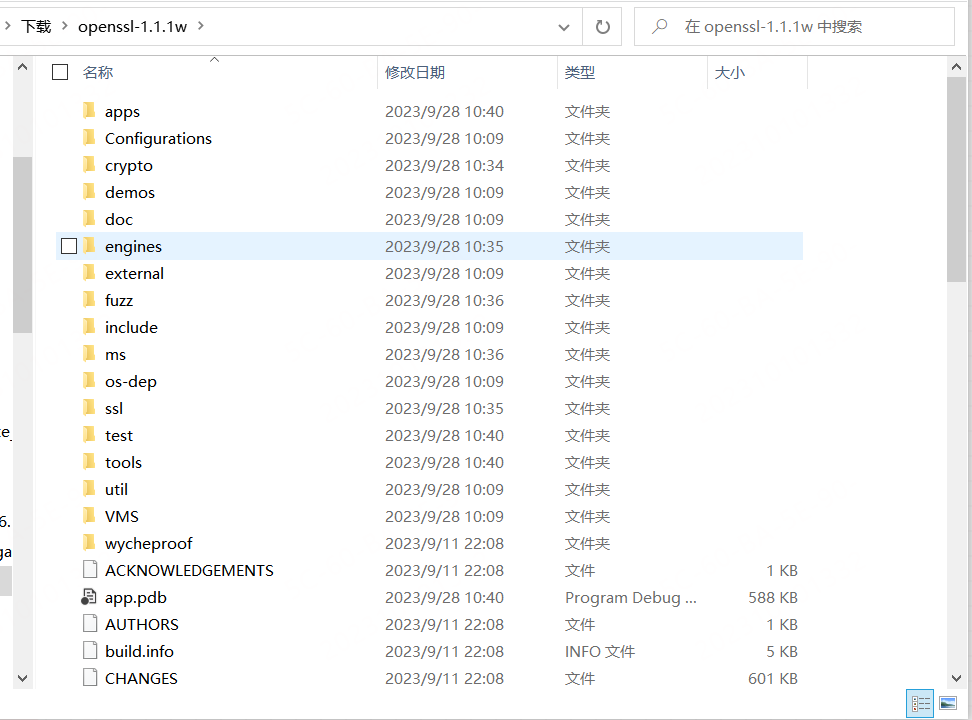 下载 openssl-1.1.1w 在 openssl-1.1.1w 中搜索
名称 修改日期 类型 大小
apps 2023/9/28 10:40 文件夹
Configurations 2023/9/28 10:09 文件夹
crypto 2023/9/28 10:34 文件夹
demos 2023/9/28 10:09 文件夹
doc 2023/9/28 10:09 文件夹
engines 2023/9/28 10:35 文件夹
external 2023/9/28 10:09 文件夹
fuzz 2023/9/28 10:36 文件夹
include 2023/9/28 10:09 文件夹
ms 2023/9/28 10:36 文件夹
os-dep 2023/9/28 10:09 文件夹
ssl 2023/9/28 10:35 文件夹
test 2023/9/28 10:40 文件夹
tools 2023/9/28 10:40 文件夹
util 2023/9/28 10:09 文件夹
VMS 2023/9/28 10:09 文件夹
wycheproof 2023/9/11 22:08 文件夹
ACKNOWLEDGEMENTS 2023/9/11 22:08 文件 1 KB
app.pdb 2023/9/28 10:40 Program Debug ... 588 KB
AUTHORS 2023/9/11 22:08 文件 1 KB
build.info 2023/9/11 22:08 INFO 文件 5 KB
CHANGES 2023/9/11 22:08 文件 601 KB